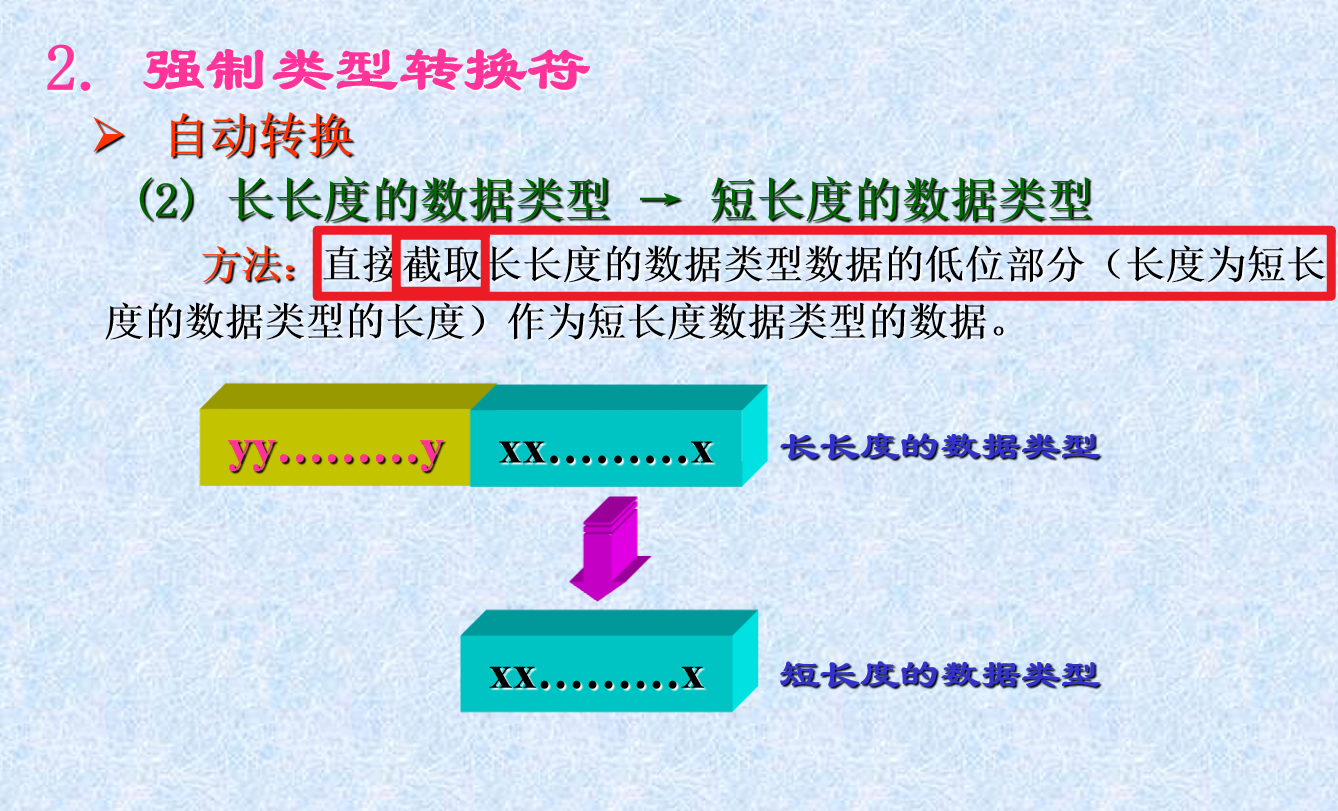 2. 强制类型转换符
➢ 自动转换
(2) 长长度的数据类型 → 短长度的数据类型
方法：直接截取长长度的数据类型数据的低位部分（长度为短长
度的数据类型的长度）作为短长度数据类型的数据。
yy………y xx………x 长长度的数据类型
xx………x 短长度的数据类型